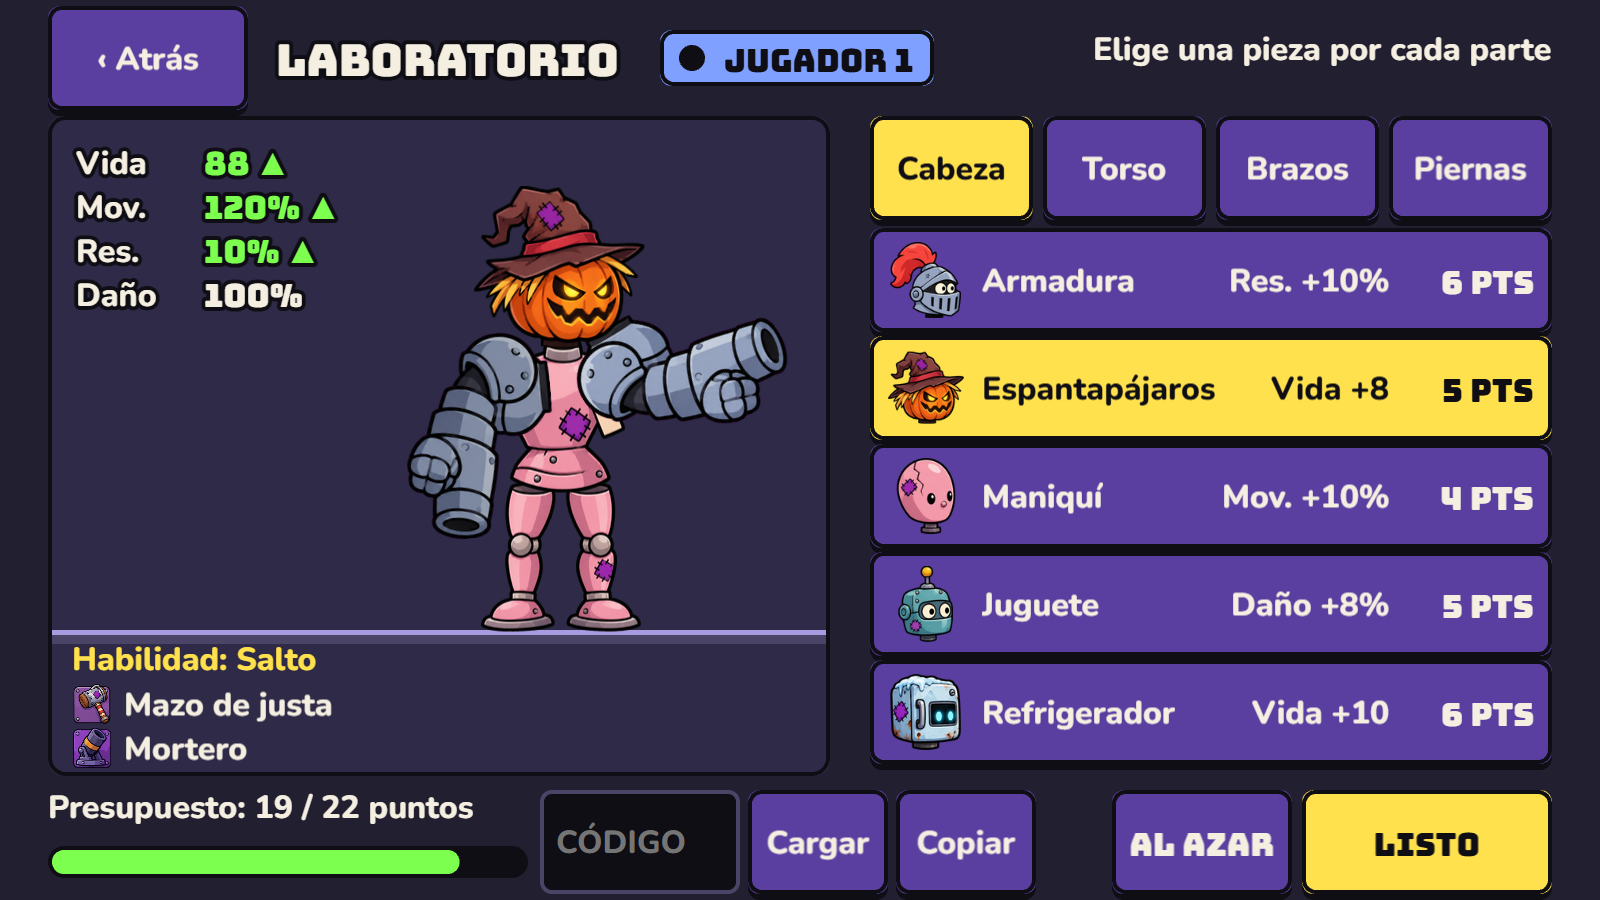 ‹ Atrás
LABORATORIO
JUGADOR 1
Elige una pieza por cada parte
Vida 88 ▲
Mov. 120% ▲
Res. 10% ▲
Daño 100%
Habilidad: Salto
Mazo de justa
Mortero
Cabeza Torso Brazos Piernas
Armadura Res. +10% 6 PTS
Espantapájaros Vida +8 5 PTS
Maniquí Mov. +10% 4 PTS
Juguete Daño +8% 5 PTS
Refrigerador Vida +10 6 PTS
Presupuesto: 19 / 22 puntos
CÓDIGO
Cargar
Copiar
AL AZAR
LISTO